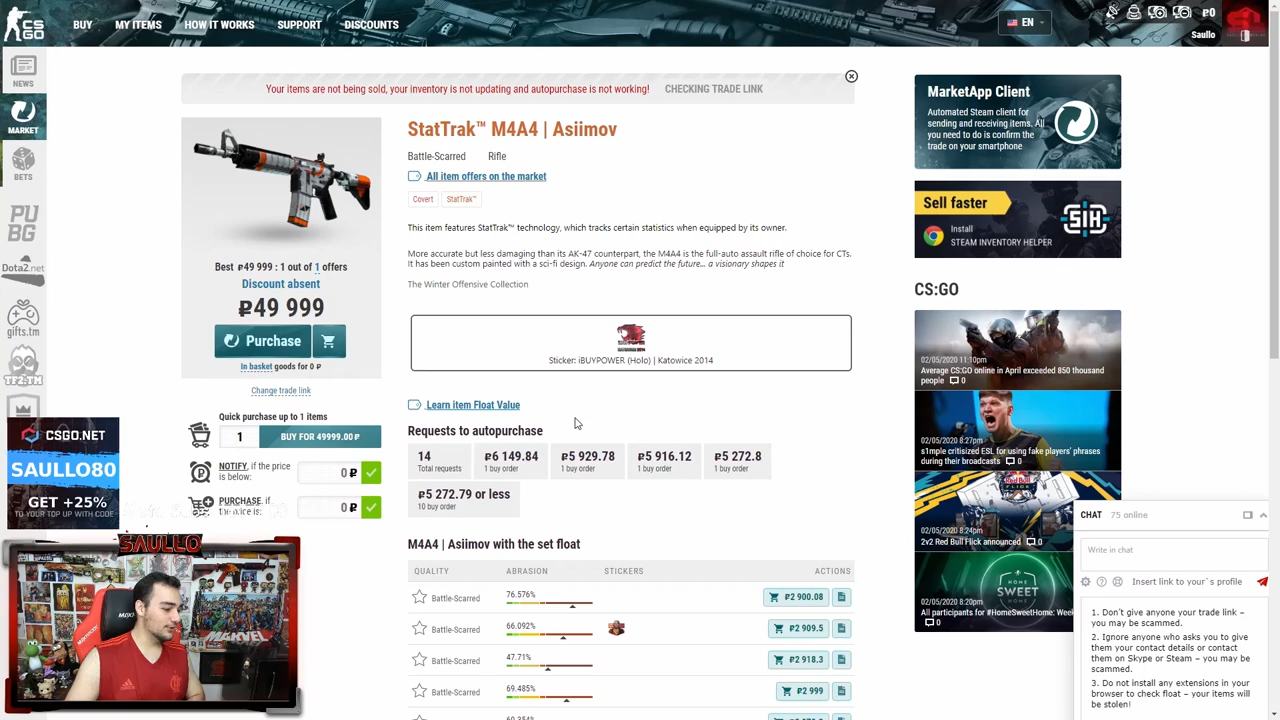 CS
GO
BUY
MY ITEMS
HOW IT WORKS
SUPPORT
DISCOUNTS
EN
₽0
Saullo
NEWS
MARKET
BETS
PU
BG
Dota2.net
gifts.tm
TF2.TM
Your items are not being sold, your inventory is not updating and autopurchase is not working!
CHECKING TRADE LINK
StatTrak™ M4A4 | Asiimov
Battle-Scarred
Rifle
All item offers on the market
Covert
StatTrak™
This item features StatTrak™ technology, which tracks certain statistics when equipped by its owner.
More accurate but less damaging than its AK-47 counterpart, the M4A4 is the full-auto assault rifle of choice for CTs.
It has been custom painted with a sci-fi design. Anyone can predict the future... a visionary shapes it
The Winter Offensive Collection
Sticker: iBUYPOWER (Holo) | Katowice 2014
Best ₽49 999 : 1 out of 1 offers
Discount absent
₽49 999
Purchase
In basket goods for 0 ₽
Change trade link
Quick purchase up to 1 items
1
BUY FOR 49999.00 ₽
NOTIFY, if the price
is below:
0 ₽
PURCHASE, if
the price is:
0 ₽
Learn item Float Value
Requests to autopurchase
14
Total requests
₽6 149.84
1 buy order
₽5 929.78
1 buy order
₽5 916.12
1 buy order
₽5 272.8
1 buy order
₽5 272.79 or less
10 buy order
M4A4 | Asiimov with the set float
QUALITY
ABRASION
STICKERS
ACTIONS
Battle-Scarred
76.576%
₽2 900.08
Battle-Scarred
66.092%
₽2 909.5
Battle-Scarred
47.71%
₽2 918.3
Battle-Scarred
69.485%
₽2 999
MarketApp Client
Automated Steam client for
sending and receiving items. All
you need to do is confirm the
trade on your smartphone
Sell faster
Install
STEAM INVENTORY HELPER
SIH
CS:GO
02/05/2020 11:10pm
Average CS:GO online in April exceeded 850 thousand
people 0
02/05/2020 8:27pm
s1mple critisized ESL for using fake players' phrases
during their broadcasts 0
02/05/2020 8:24pm
2v2 Red Bull Flick announced 0
HOME
SWEET
02/05/2020 8:20pm
All participants for #HomeSweetHome: Week
0
CHAT
75 online
Write in chat
Insert link to your`s profile
1. Don't give anyone your trade link –
you may be scammed.
2. Ignore anyone who asks you to give
them your contact details or contact
them on Skype or Steam – you may be
scammed.
3. Do not install any extensions in your
browser to check float – your items will
be stolen!
CSGO.NET
SAULLO80
GET +25%
TO YOUR TOP UP WITH CODE
SAULLO
MARVEL